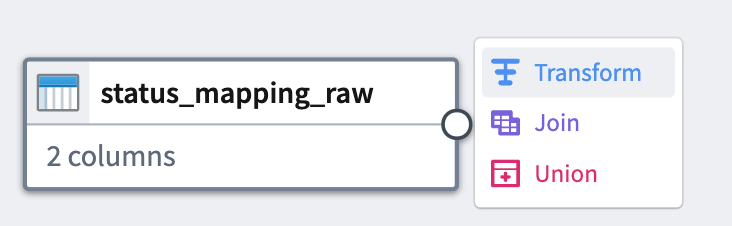 status_mapping_raw
2 columns
Transform
Join
Union